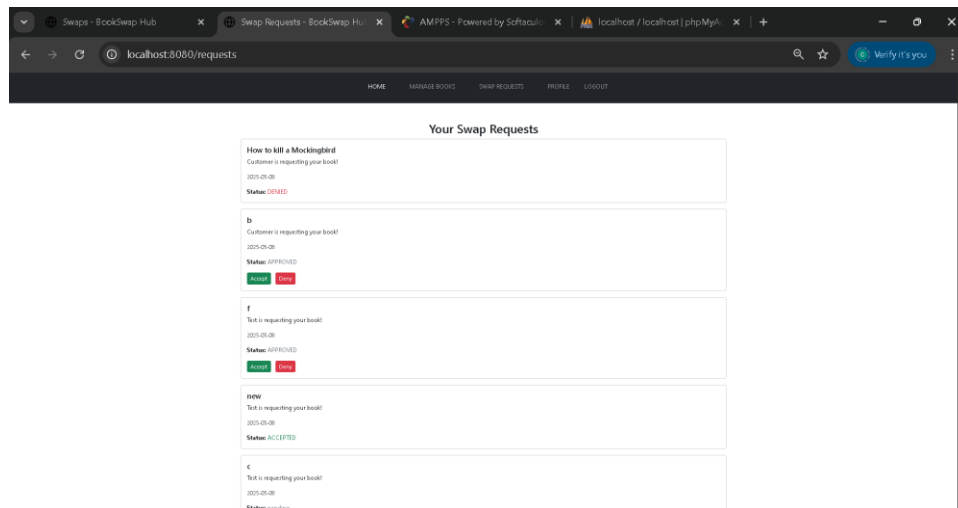 Swaps - BookSwap Hub
Swap Requests - BookSwap Hu
AMPPS - Powered by Softaculo
localhost / localhost | phpMyA
localhost:8080/requests
Verify it's you
HOME MANAGE BOOKS SWAP REQUESTS PROFILE LOGOUT
Your Swap Requests
How to kill a Mockingbird
Customer is requesting your book!
2025-05-08
Status: DENIED
b
Customer is requesting your book!
2025-05-08
Status: APPROVED
Accept Deny
f
Test is requesting your book!
2025-05-08
Status: APPROVED
Accept Deny
new
Test is requesting your book!
2025-05-08
Status: ACCEPTED
c
Test is requesting your book!
2025-05-08
Status: pending